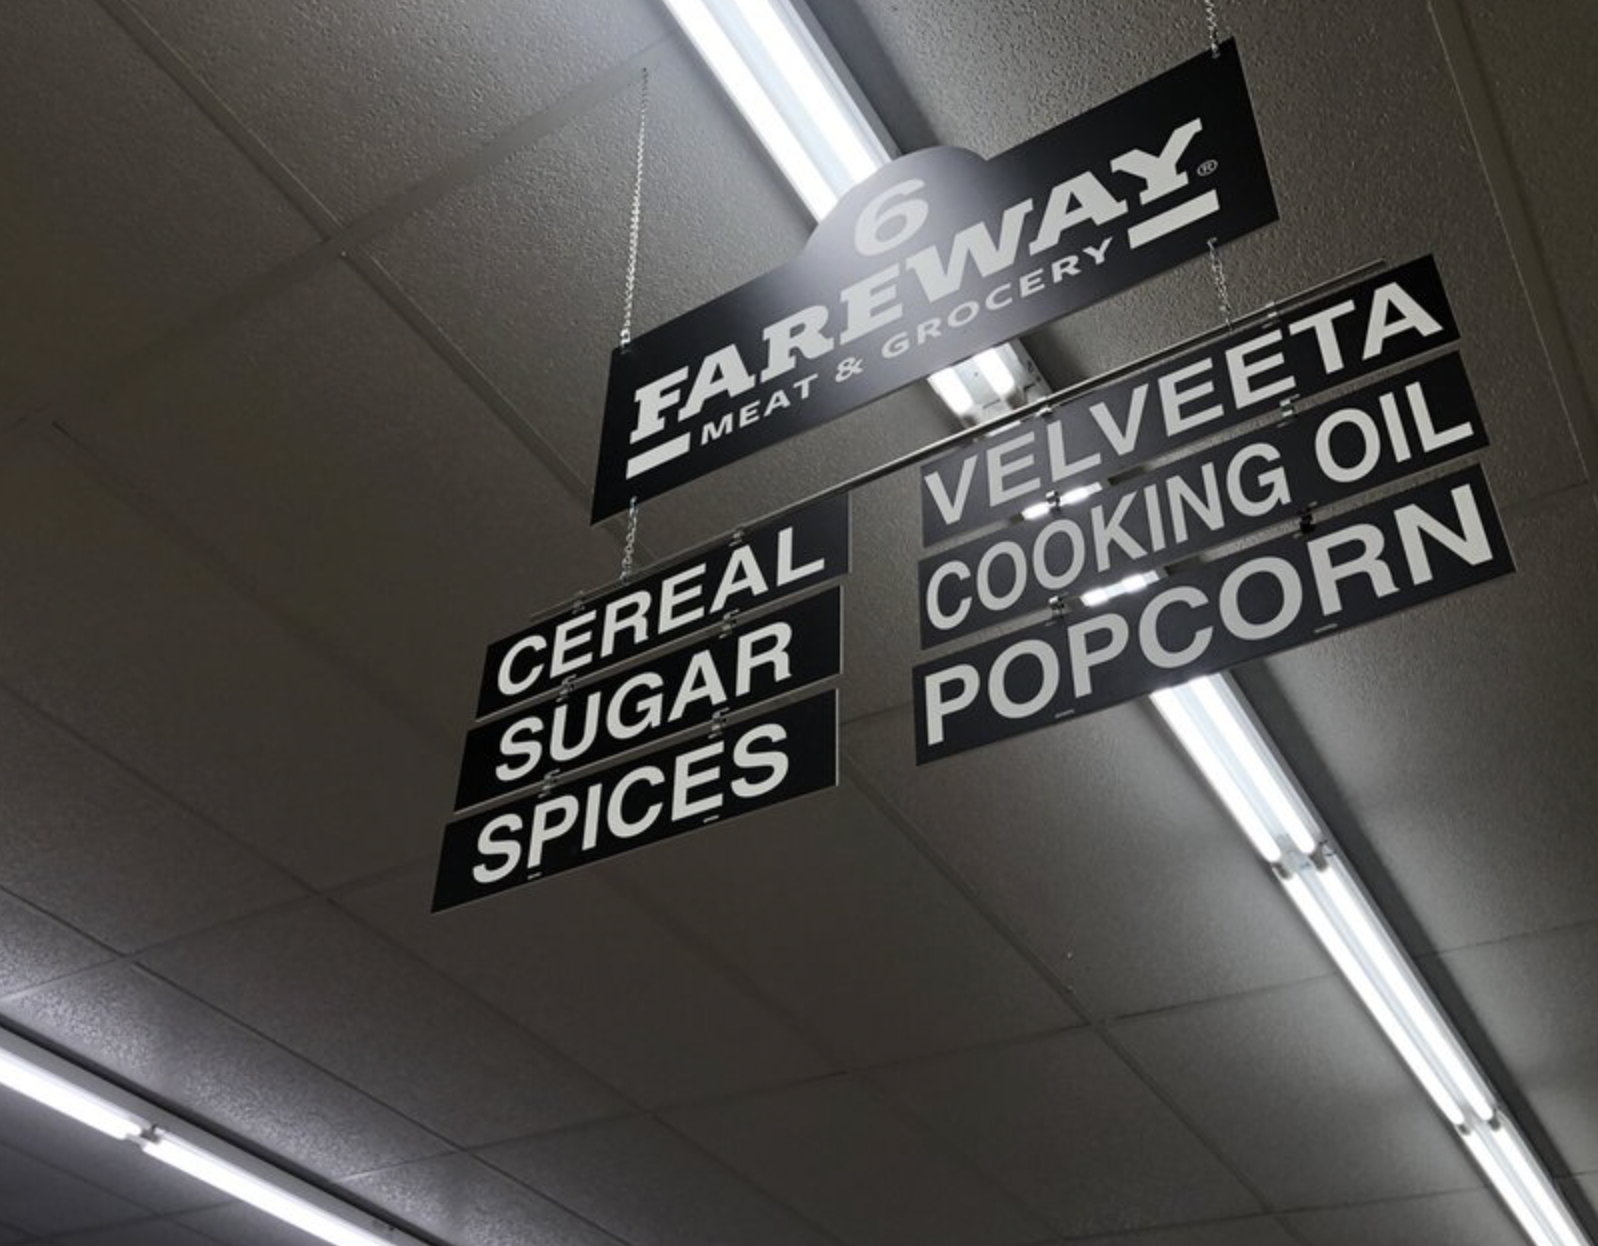 6
FAREWAY®
MEAT & GROCERY
CEREAL
SUGAR
SPICES
VELVEETA
COOKING OIL
POPCORN